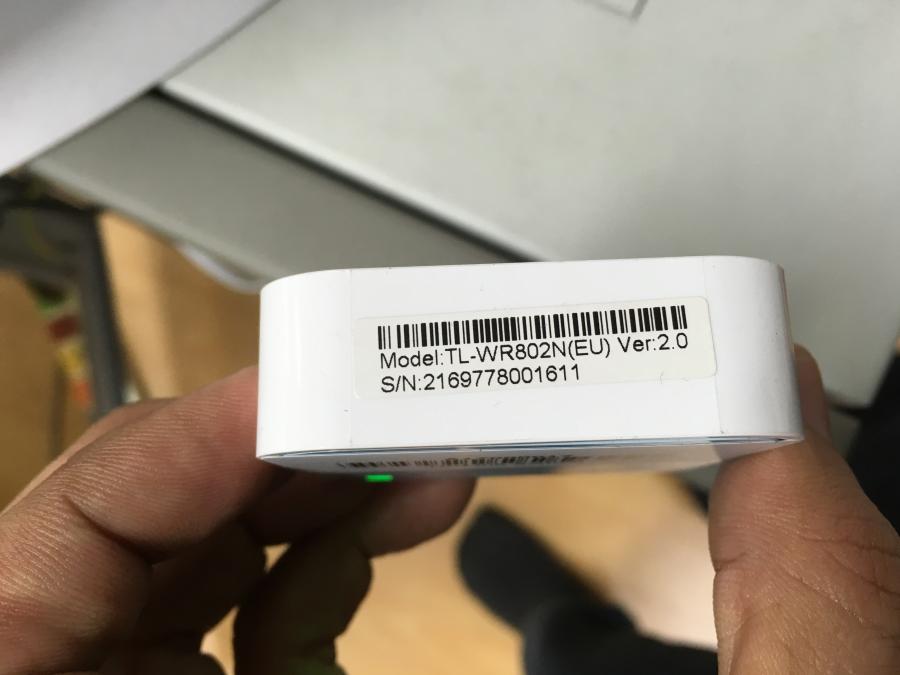 Model:TL-WR802N(EU) Ver:2.0
S/N:2169778001611